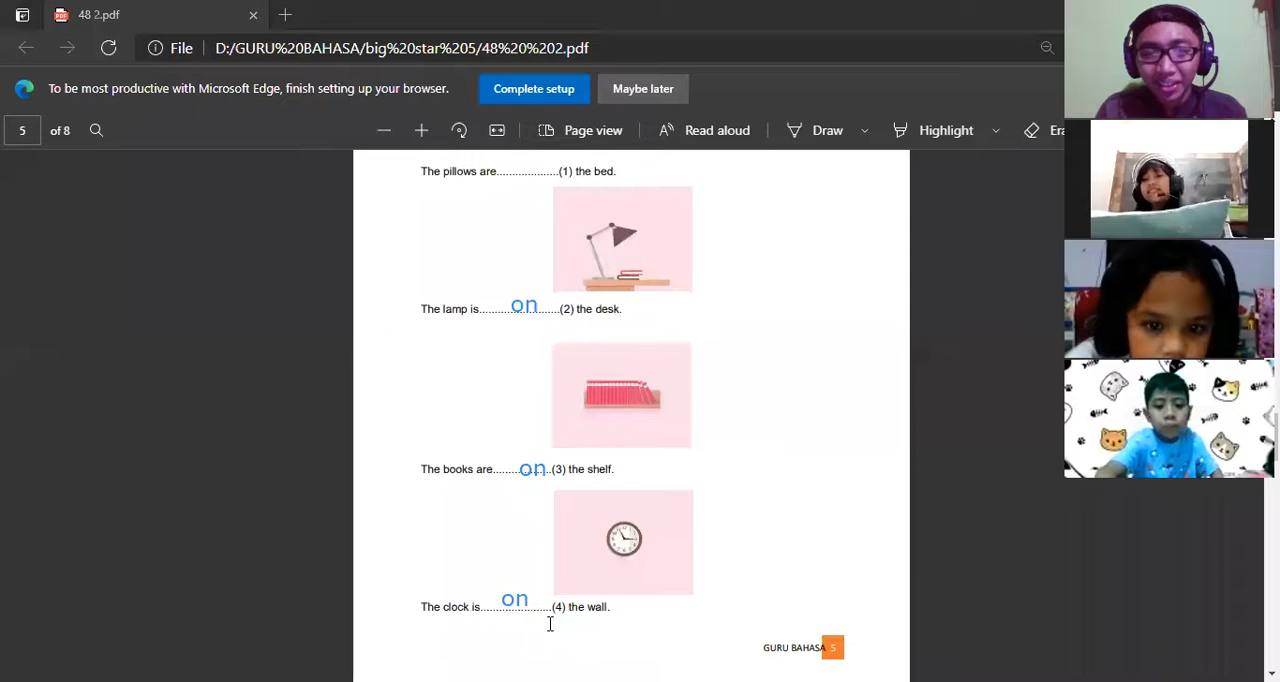 48 2.pdf
File D:/GURU%20BAHASA/big%20star%205/48%20%202.pdf
To be most productive with Microsoft Edge, finish setting up your browser. Complete setup Maybe later
5 of 8 Page view Read aloud Draw Highlight Era
The pillows are....................(1) the bed.
The lamp is..........on..........(2) the desk.
The books are........on..(3) the shelf.
The clock is.......on................(4) the wall.
GURU BAHASA 5